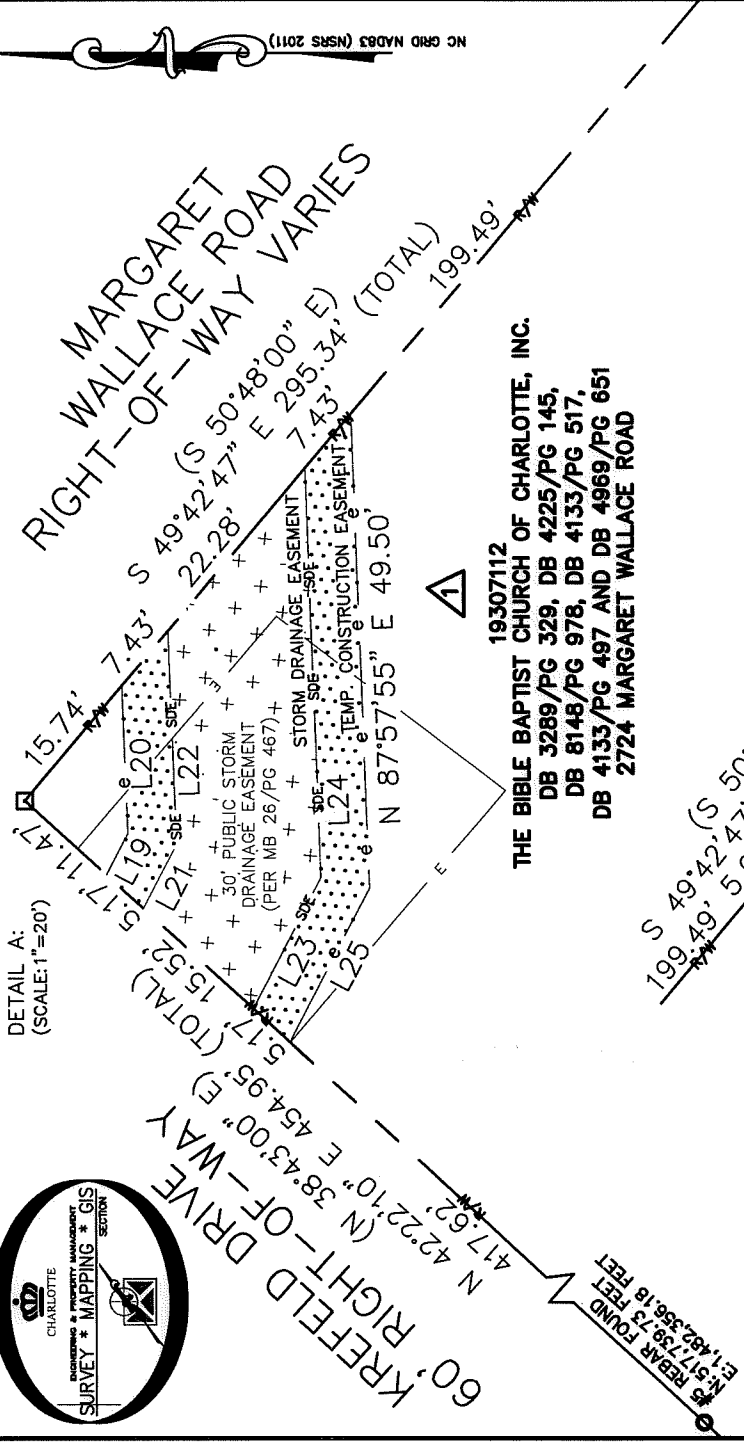 DETAIL A:
(SCALE:1"=20')
CHARLOTTE
ENGINEERING & PROPERTY MANAGEMENT
SURVEY * MAPPING * GIS
SECTION
NC GRID NAD83 (NSRS 2011)
MARGARET
WALLACE ROAD
RIGHT-OF-WAY VARIES
(S 50°48'00" E)
S 49°42'47" E 295.34' (TOTAL)
15.74'
R/W
7.43'
22.28'
7.43'
R/W
199.49'
R/W
11.47'
5.17'
15.52'
5.17'
R/W
L19
L20
L21
L22
L23
L24
L25
e
e
e
e
e
e
e
SDE
SDE
SDE
SDE
SDE
SDE
E
E
30' PUBLIC STORM
DRAINAGE EASEMENT
(PER MB 26/PG 467)
STORM DRAINAGE EASEMENT
TEMP. CONSTRUCTION EASEMENT
N 87°57'55" E 49.50'
KREFELD DRIVE
60' RIGHT-OF-WAY
(N 38°43'00" E)
N 42°22'10" E 454.95' (TOTAL)
417.62'
R/W
#5 REBAR FOUND
N:517,739.73 FEET
E:1,482,356.18 FEET
1
19307112
THE BIBLE BAPTIST CHURCH OF CHARLOTTE, INC.
DB 3289/PG 329, DB 4225/PG 145,
DB 8148/PG 978, DB 4133/PG 517,
DB 4133/PG 497 AND DB 4969/PG 651
2724 MARGARET WALLACE ROAD
(S 50°
S 49°42'47"
199.49'
R/W